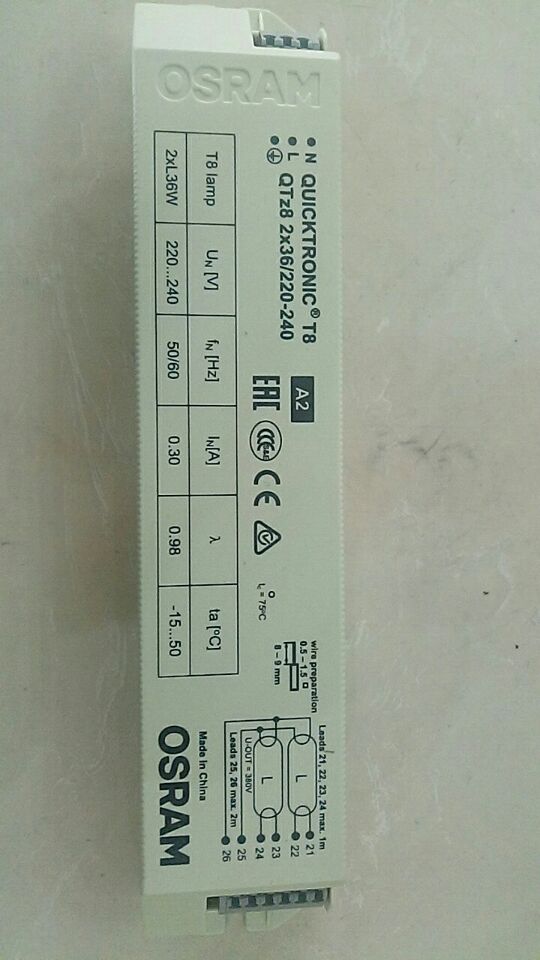 OSRAM
N QUICKTRONIC® T8
L QTz8 2x36/220-240
A2
EAC CCC S&E CE
T8 lamp UN [V] fN [Hz] IN[A] λ ta [°C]
2xL36W 220...240 50/60 0.30 0.98 -15...50
tc = 75°C
wire preparation
0.5 – 1.5
8 – 9 mm
Leads 21, 22, 23, 24 max. 1m
L
L
U-OUT = 380V
Leads 25, 26 max. 2m
21
22
23
24
25
26
Made in China
OSRAM